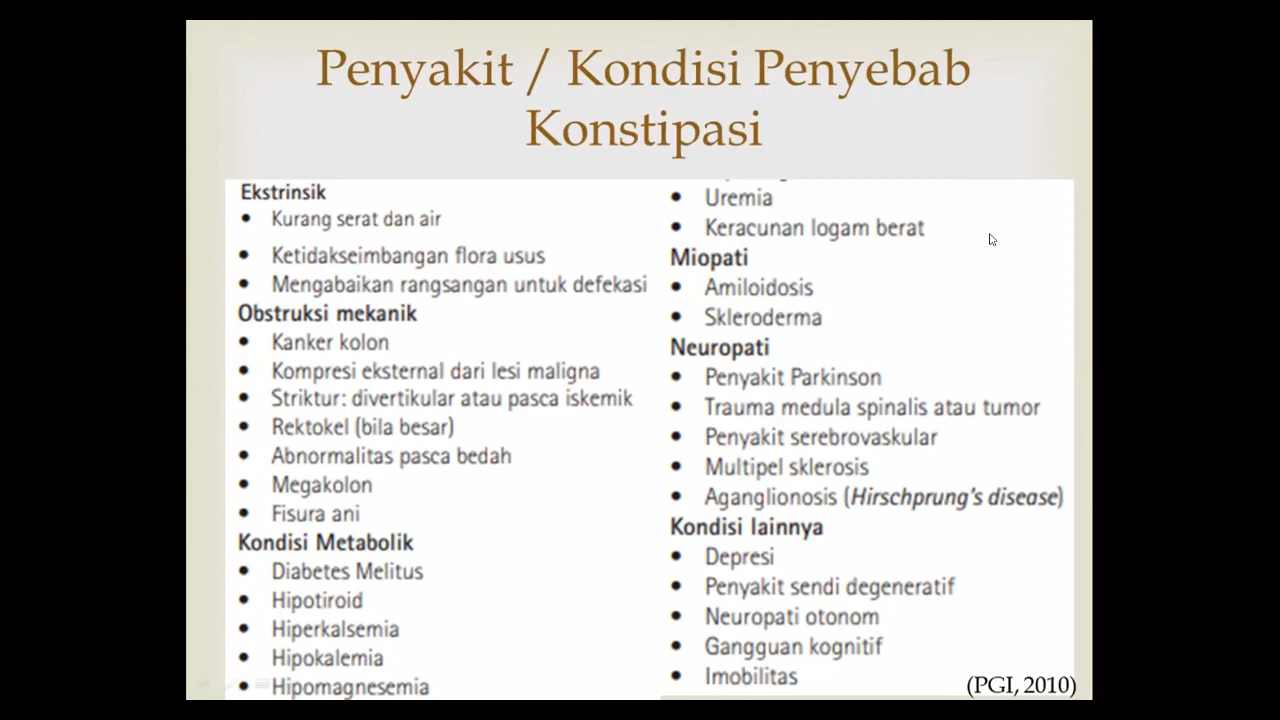 Penyakit / Kondisi Penyebab
Konstipasi
Ekstrinsik
• Kurang serat dan air
• Ketidakseimbangan flora usus
• Mengabaikan rangsangan untuk defekasi
Obstruksi mekanik
• Kanker kolon
• Kompresi eksternal dari lesi maligna
• Striktur: divertikular atau pasca iskemik
• Rektokel (bila besar)
• Abnormalitas pasca bedah
• Megakolon
• Fisura ani
Kondisi Metabolik
• Diabetes Melitus
• Hipotiroid
• Hiperkalsemia
• Hipokalemia
• Hipomagnesemia
• Uremia
• Keracunan logam berat
Miopati
• Amiloidosis
• Skleroderma
Neuropati
• Penyakit Parkinson
• Trauma medula spinalis atau tumor
• Penyakit serebrovaskular
• Multipel sklerosis
• Aganglionosis (Hirschprung's disease)
Kondisi lainnya
• Depresi
• Penyakit sendi degeneratif
• Neuropati otonom
• Gangguan kognitif
• Imobilitas
(PGI, 2010)